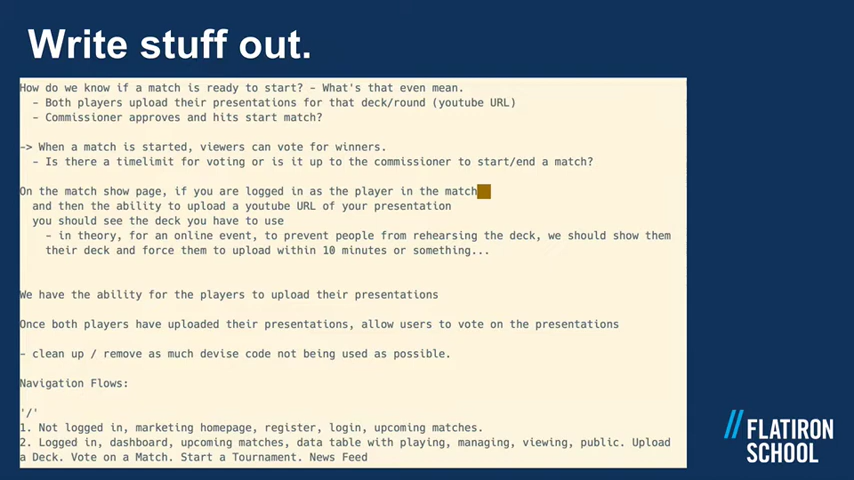 Write stuff out.
How do we know if a match is ready to start? - What's that even mean.
- Both players upload their presentations for that deck/round (youtube URL)
- Commissioner approves and hits start match?
-> When a match is started, viewers can vote for winners.
- Is there a timelimit for voting or is it up to the commissioner to start/end a match?
On the match show page, if you are logged in as the player in the match
and then the ability to upload a youtube URL of your presentation
you should see the deck you have to use
- in theory, for an online event, to prevent people from rehearsing the deck, we should show them
their deck and force them to upload within 10 minutes or something...
We have the ability for the players to upload their presentations
Once both players have uploaded their presentations, allow users to vote on the presentations
- clean up / remove as much devise code not being used as possible.
Navigation Flows:
'/'
1. Not logged in, marketing homepage, register, login, upcoming matches.
2. Logged in, dashboard, upcoming matches, data table with playing, managing, viewing, public. Upload
a Deck. Vote on a Match. Start a Tournament. News Feed
// FLATIRON
SCHOOL